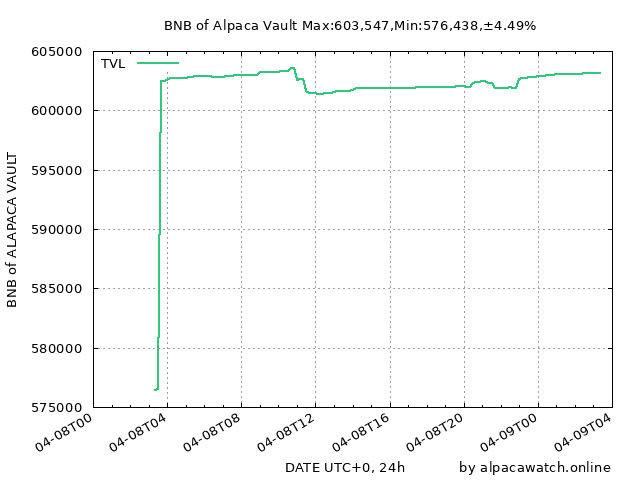 BNB of Alpaca Vault Max:603,547,Min:576,438,±4.49%
TVL
605000
600000
595000
590000
585000
580000
575000
BNB of ALAPACA VAULT
04-08T00
04-08T04
04-08T08
04-08T12
04-08T16
04-08T20
04-09T00
04-09T04
DATE UTC+0, 24h
by alpacawatch.online